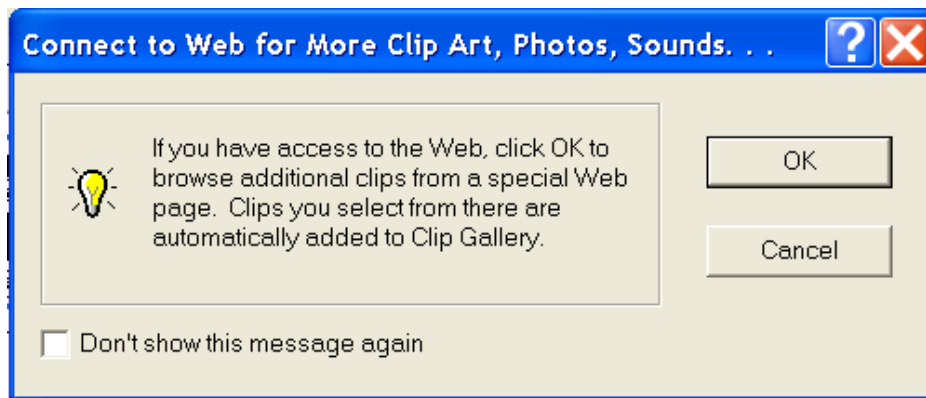 Connect to Web for More Clip Art, Photos, Sounds. . .
If you have access to the Web, click OK to
browse additional clips from a special Web
page.  Clips you select from there are
automatically added to Clip Gallery.
OK
Cancel
Don't show this message again